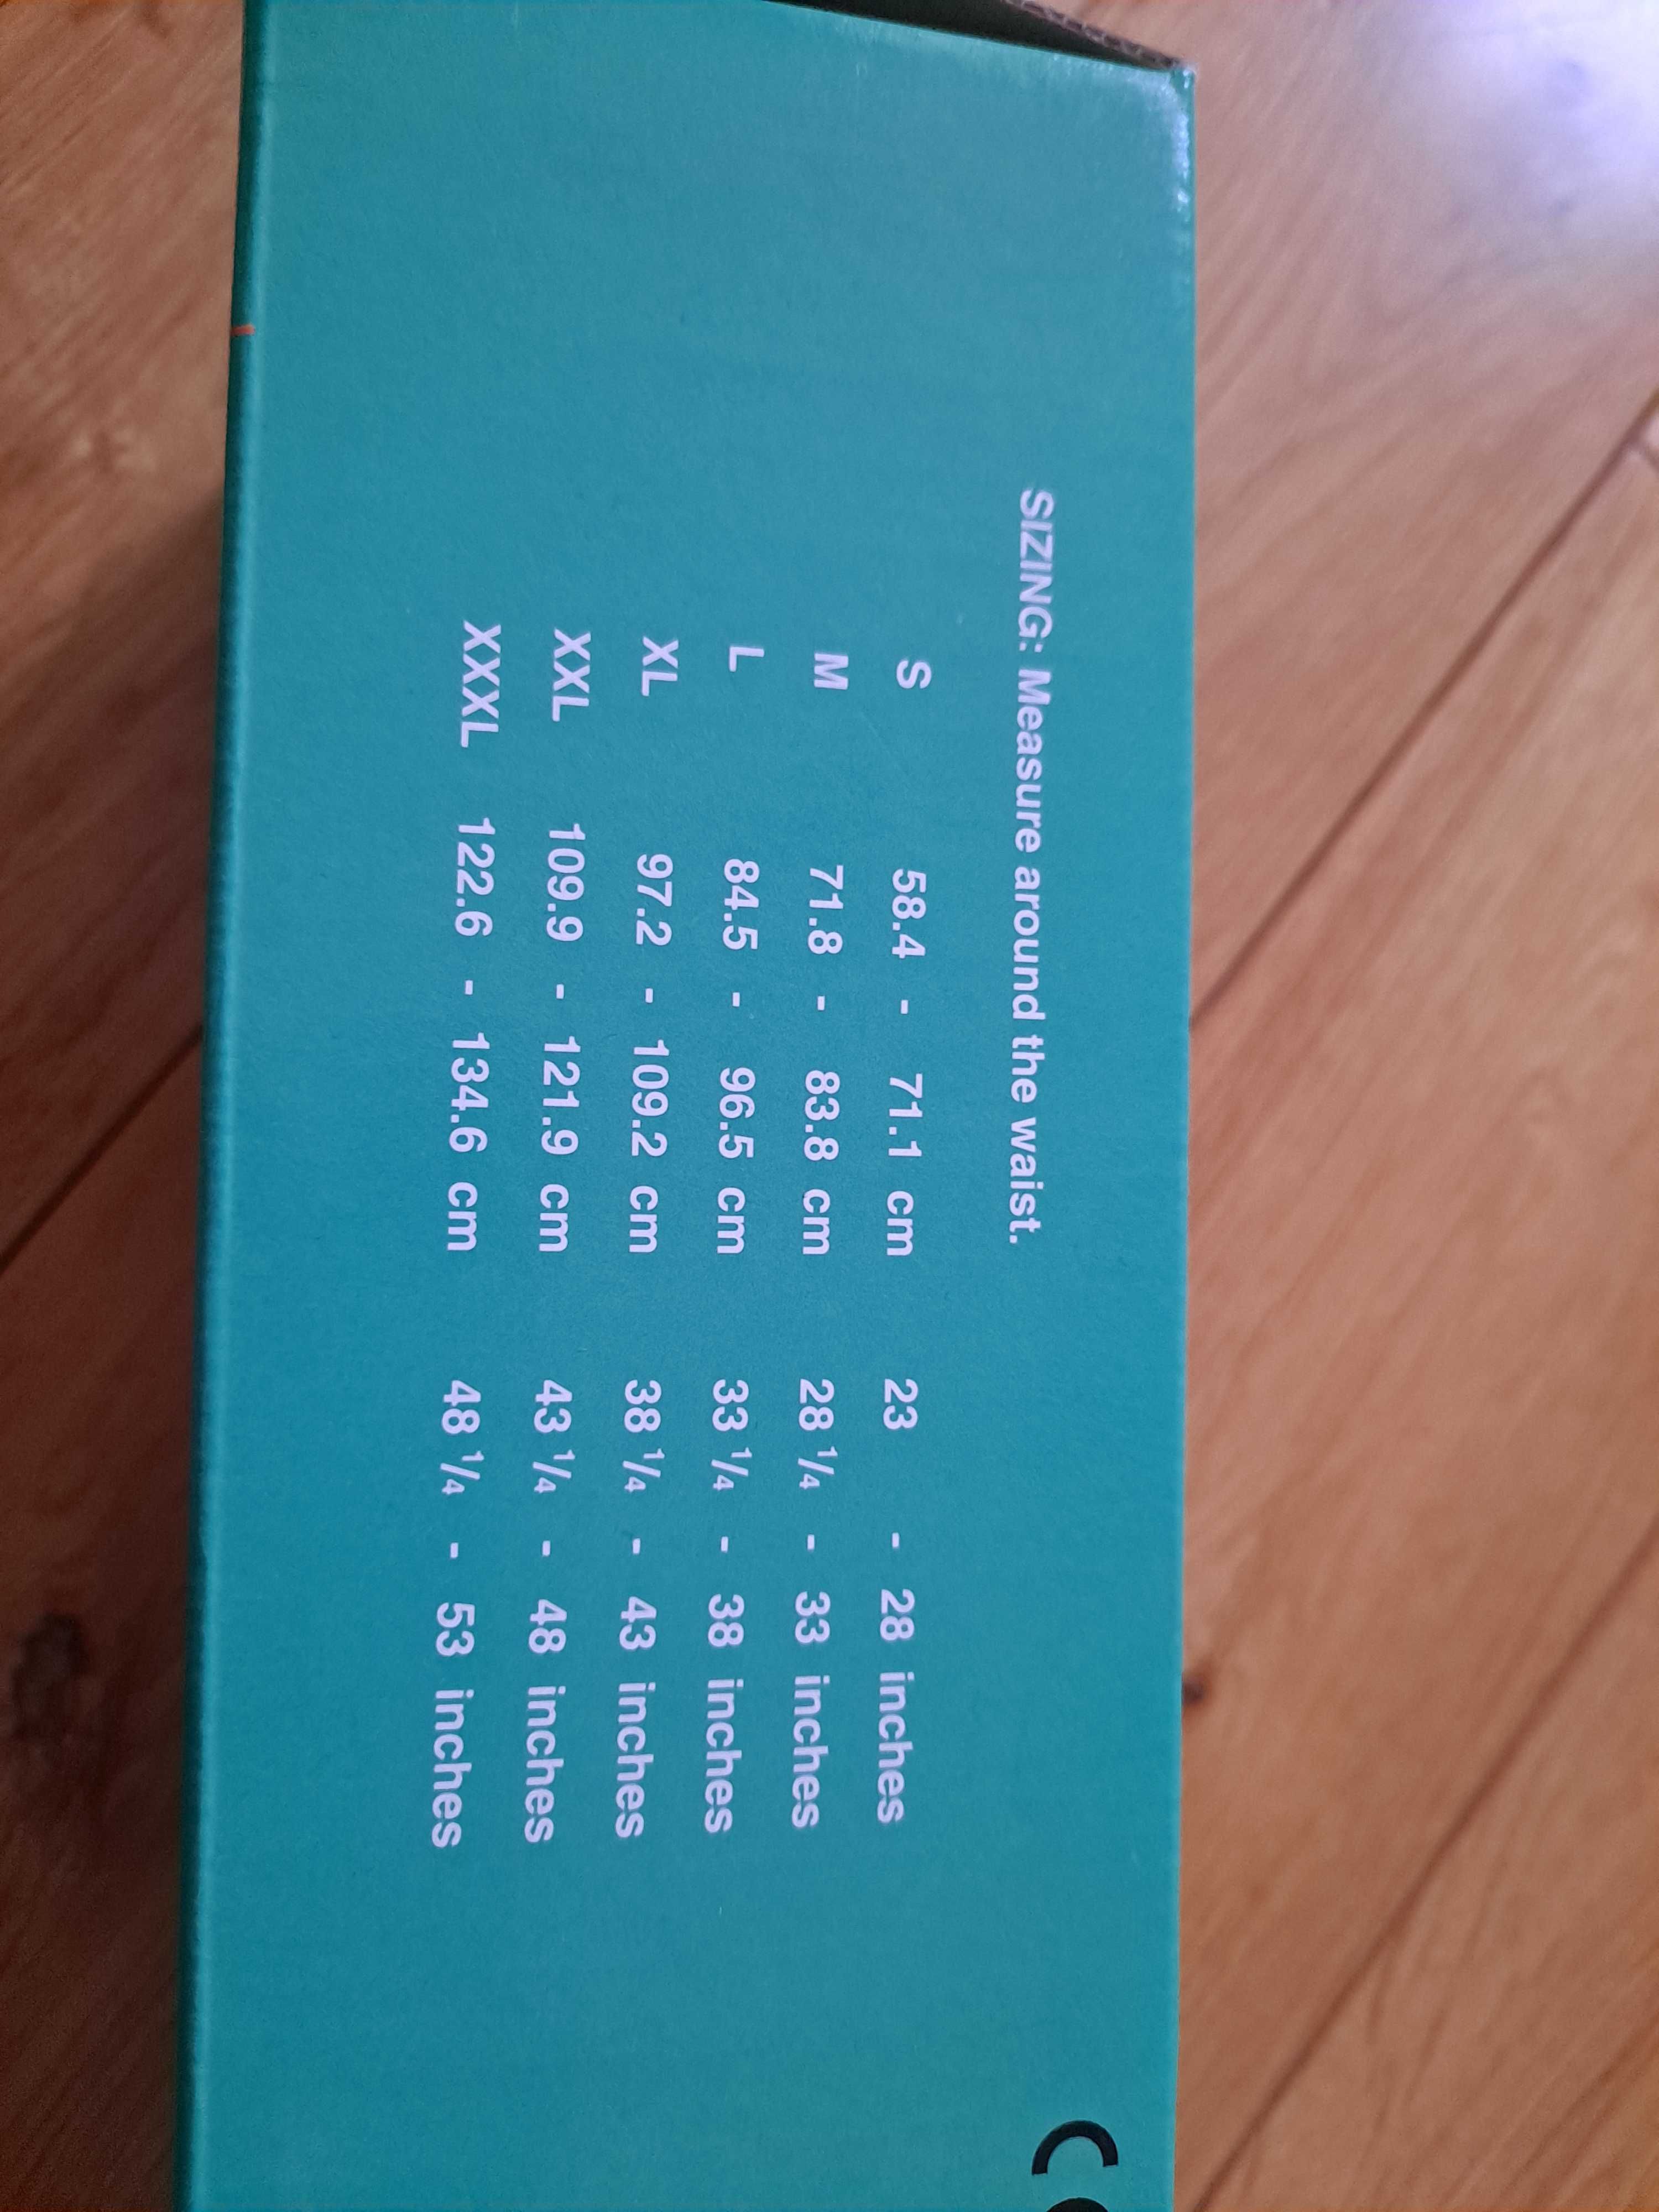 SIZING: Measure around the waist.
S 58.4 - 71.1 cm 23 - 28 inches
M 71.8 - 83.8 cm 28 1/4 - 33 inches
L 84.5 - 96.5 cm 33 1/4 - 38 inches
XL 97.2 - 109.2 cm 38 1/4 - 43 inches
XXL 109.9 - 121.9 cm 43 1/4 - 48 inches
XXXL 122.6 - 134.6 cm 48 1/4 - 53 inches